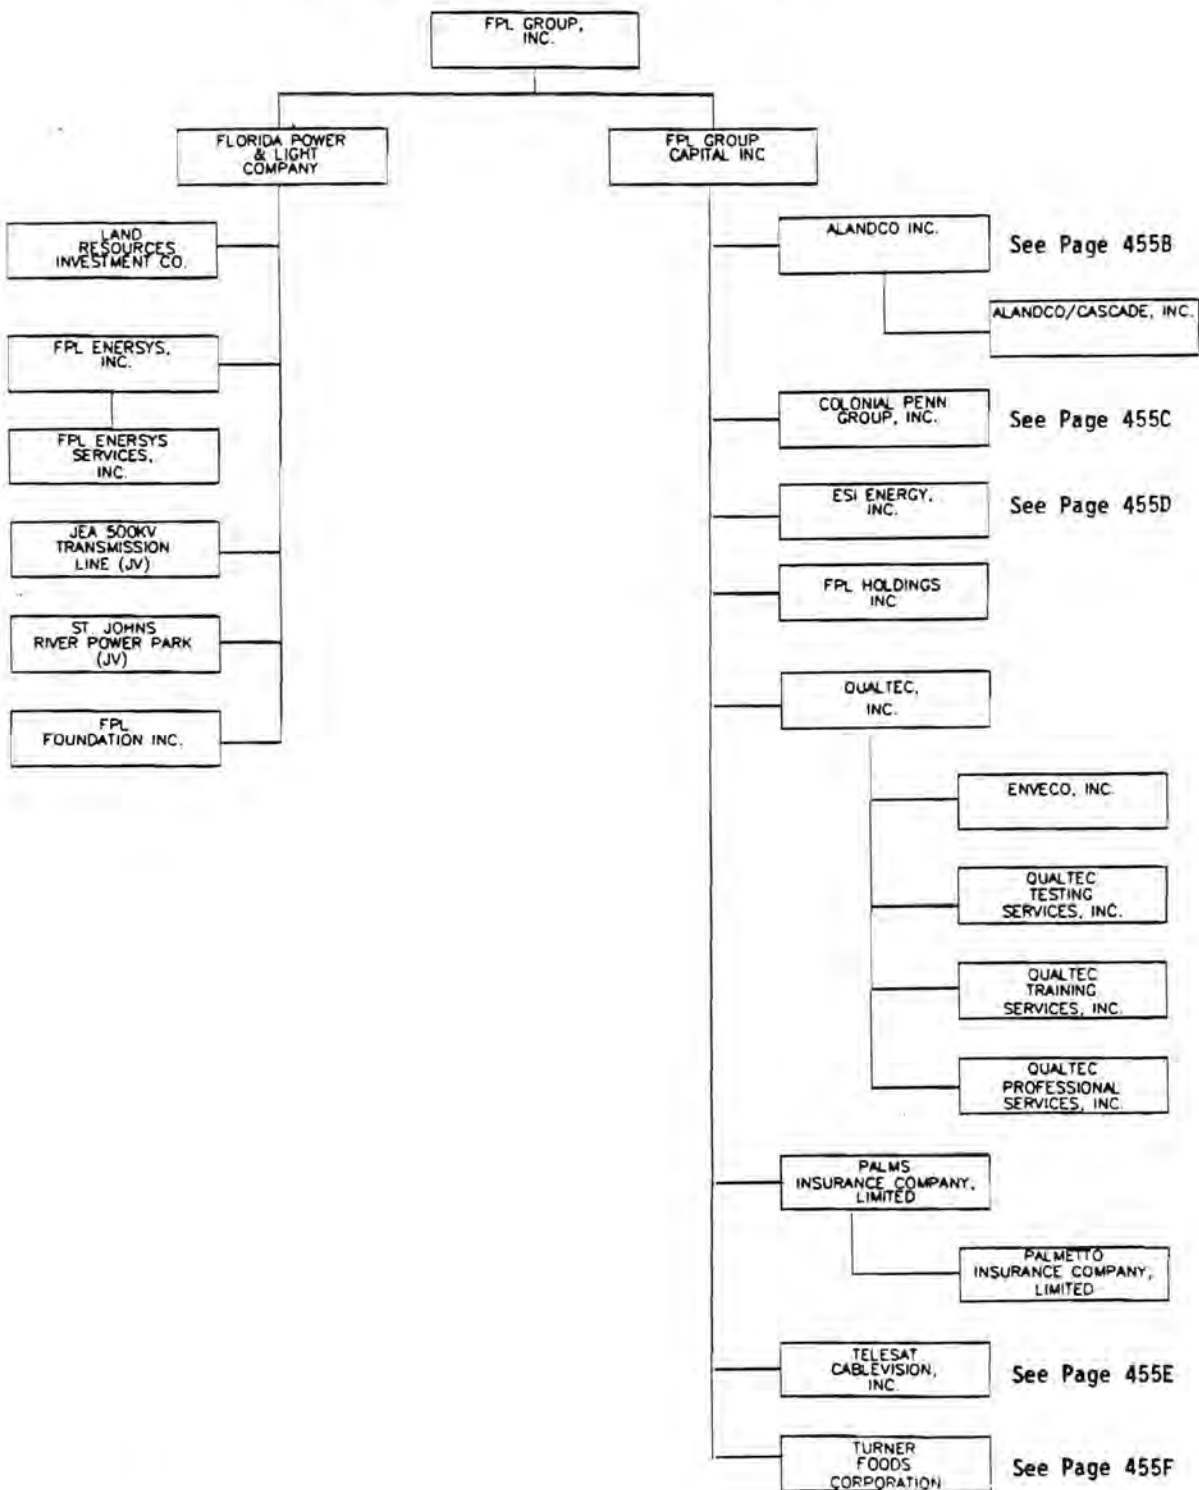 FPL GROUP,
INC.
FLORIDA POWER
& LIGHT
COMPANY
FPL GROUP
CAPITAL INC
LAND
RESOURCES
INVESTMENT CO.
FPL ENERSYS,
INC.
FPL ENERSYS
SERVICES,
INC.
JEA 500KV
TRANSMISSION
LINE (JV)
ST. JOHNS
RIVER POWER PARK
(JV)
FPL
FOUNDATION INC.
ALANDCO INC.
See Page 455B
ALANDCO/CASCADE, INC.
COLONIAL PENN
GROUP, INC.
See Page 455C
ESI ENERGY,
INC.
See Page 455D
FPL HOLDINGS
INC
QUALTEC,
INC.
ENVECO, INC.
QUALTEC
TESTING
SERVICES, INC.
QUALTEC
TRAINING
SERVICES, INC.
QUALTEC
PROFESSIONAL
SERVICES, INC.
PALMS
INSURANCE COMPANY,
LIMITED
PALMETTO
INSURANCE COMPANY,
LIMITED
TELESAT
CABLEVISION,
INC.
See Page 455E
TURNER
FOODS
CORPORATION
See Page 455F